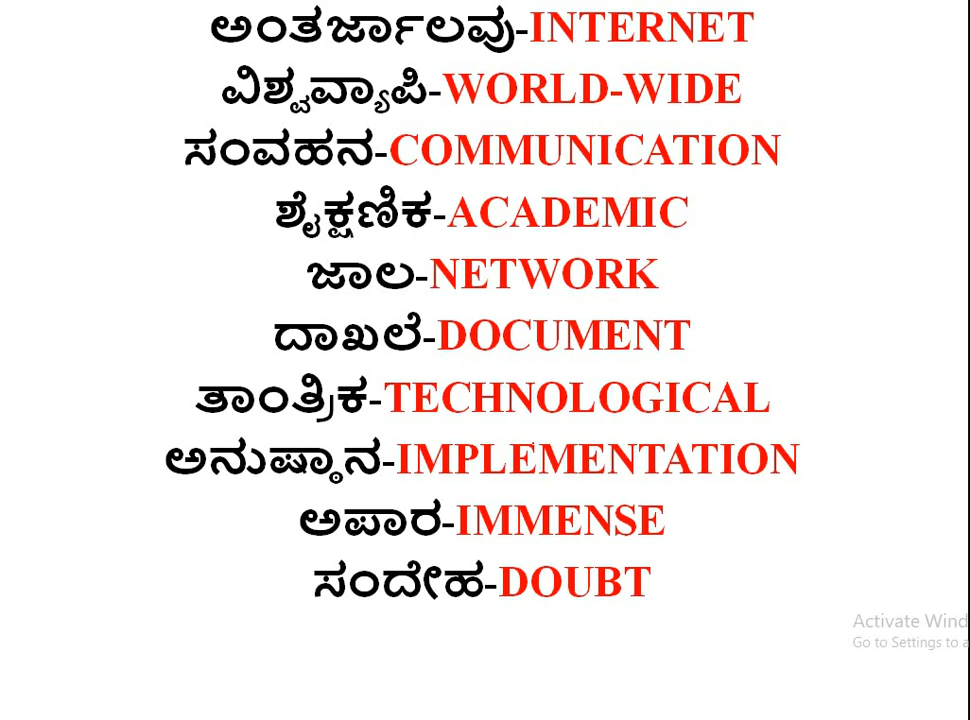 ಅಂತರ್ಜಾಲವು-INTERNET
ವಿಶ್ವವ್ಯಾಪಿ-WORLD-WIDE
ಸಂವಹನ-COMMUNICATION
ಶೈಕ್ಷಣಿಕ-ACADEMIC
ಜಾಲ-NETWORK
ದಾಖಲೆ-DOCUMENT
ತಾಂತ್ರಿಕ-TECHNOLOGICAL
ಅನುಷ್ಠಾನ-IMPLEMENTATION
ಅಪಾರ-IMMENSE
ಸಂದೇಹ-DOUBT
Activate Wind
Go to Settings to a